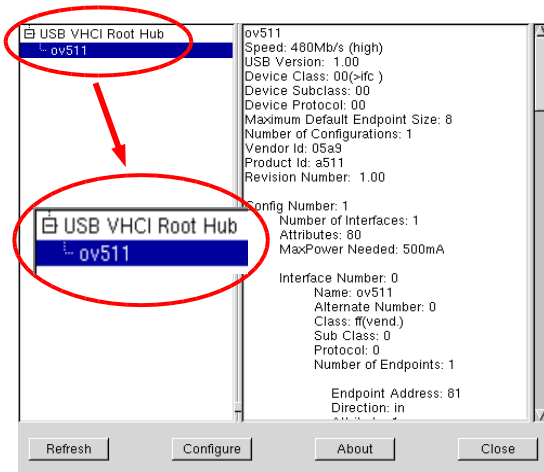 USB VHCI Root Hub
ov511
USB VHCI Root Hub
ov511
ov511
Speed: 480Mb/s (high)
USB Version: 1.00
Device Class: 00(>ifc )
Device Subclass: 00
Device Protocol: 00
Maximum Default Endpoint Size: 8
Number of Configurations: 1
Vendor Id: 05a9
Product Id: a511
Revision Number: 1.00
Config Number: 1
Number of Interfaces: 1
Attributes: 80
MaxPower Needed: 500mA
Interface Number: 0
Name: ov511
Alternate Number: 0
Class: ff(vend.)
Sub Class: 0
Protocol: 0
Number of Endpoints: 1
Endpoint Address: 81
Direction: in
Refresh
Configure
About
Close